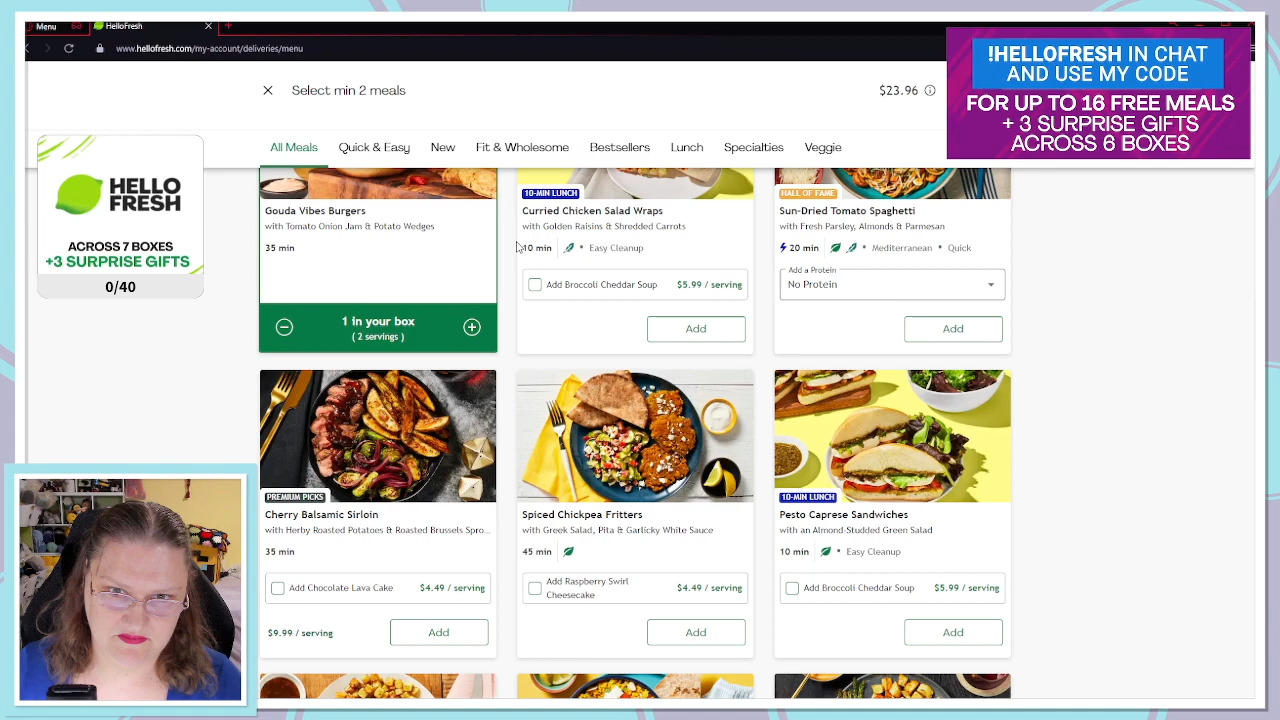 Menu
HelloFresh
www.hellofresh.com/my-account/deliveries/menu
!HELLOFRESH IN CHAT
AND USE MY CODE
FOR UP TO 16 FREE MEALS
+ 3 SURPRISE GIFTS
ACROSS 6 BOXES
Select min 2 meals
$23.96
All Meals
Quick & Easy
New
Fit & Wholesome
Bestsellers
Lunch
Specialties
Veggie
HELLO
FRESH
ACROSS 7 BOXES
+3 SURPRISE GIFTS
0/40
Gouda Vibes Burgers
with Tomato Onion Jam & Potato Wedges
35 min
1 in your box
( 2 servings )
10-MIN LUNCH
Curried Chicken Salad Wraps
with Golden Raisins & Shredded Carrots
10 min • Easy Cleanup
Add Broccoli Cheddar Soup $5.99 / serving
Add
HALL OF FAME
Sun-Dried Tomato Spaghetti
with Fresh Parsley, Almonds & Parmesan
20 min • Mediterranean • Quick
Add a Protein
No Protein
Add
PREMIUM PICKS
Cherry Balsamic Sirloin
with Herby Roasted Potatoes & Roasted Brussels Spro...
35 min
Add Chocolate Lava Cake $4.49 / serving
$9.99 / serving
Add
Spiced Chickpea Fritters
with Greek Salad, Pita & Garlicky White Sauce
45 min
Add Raspberry Swirl
Cheesecake
$4.49 / serving
Add
10-MIN LUNCH
Pesto Caprese Sandwiches
with an Almond-Studded Green Salad
10 min • Easy Cleanup
Add Broccoli Cheddar Soup $5.99 / serving
Add